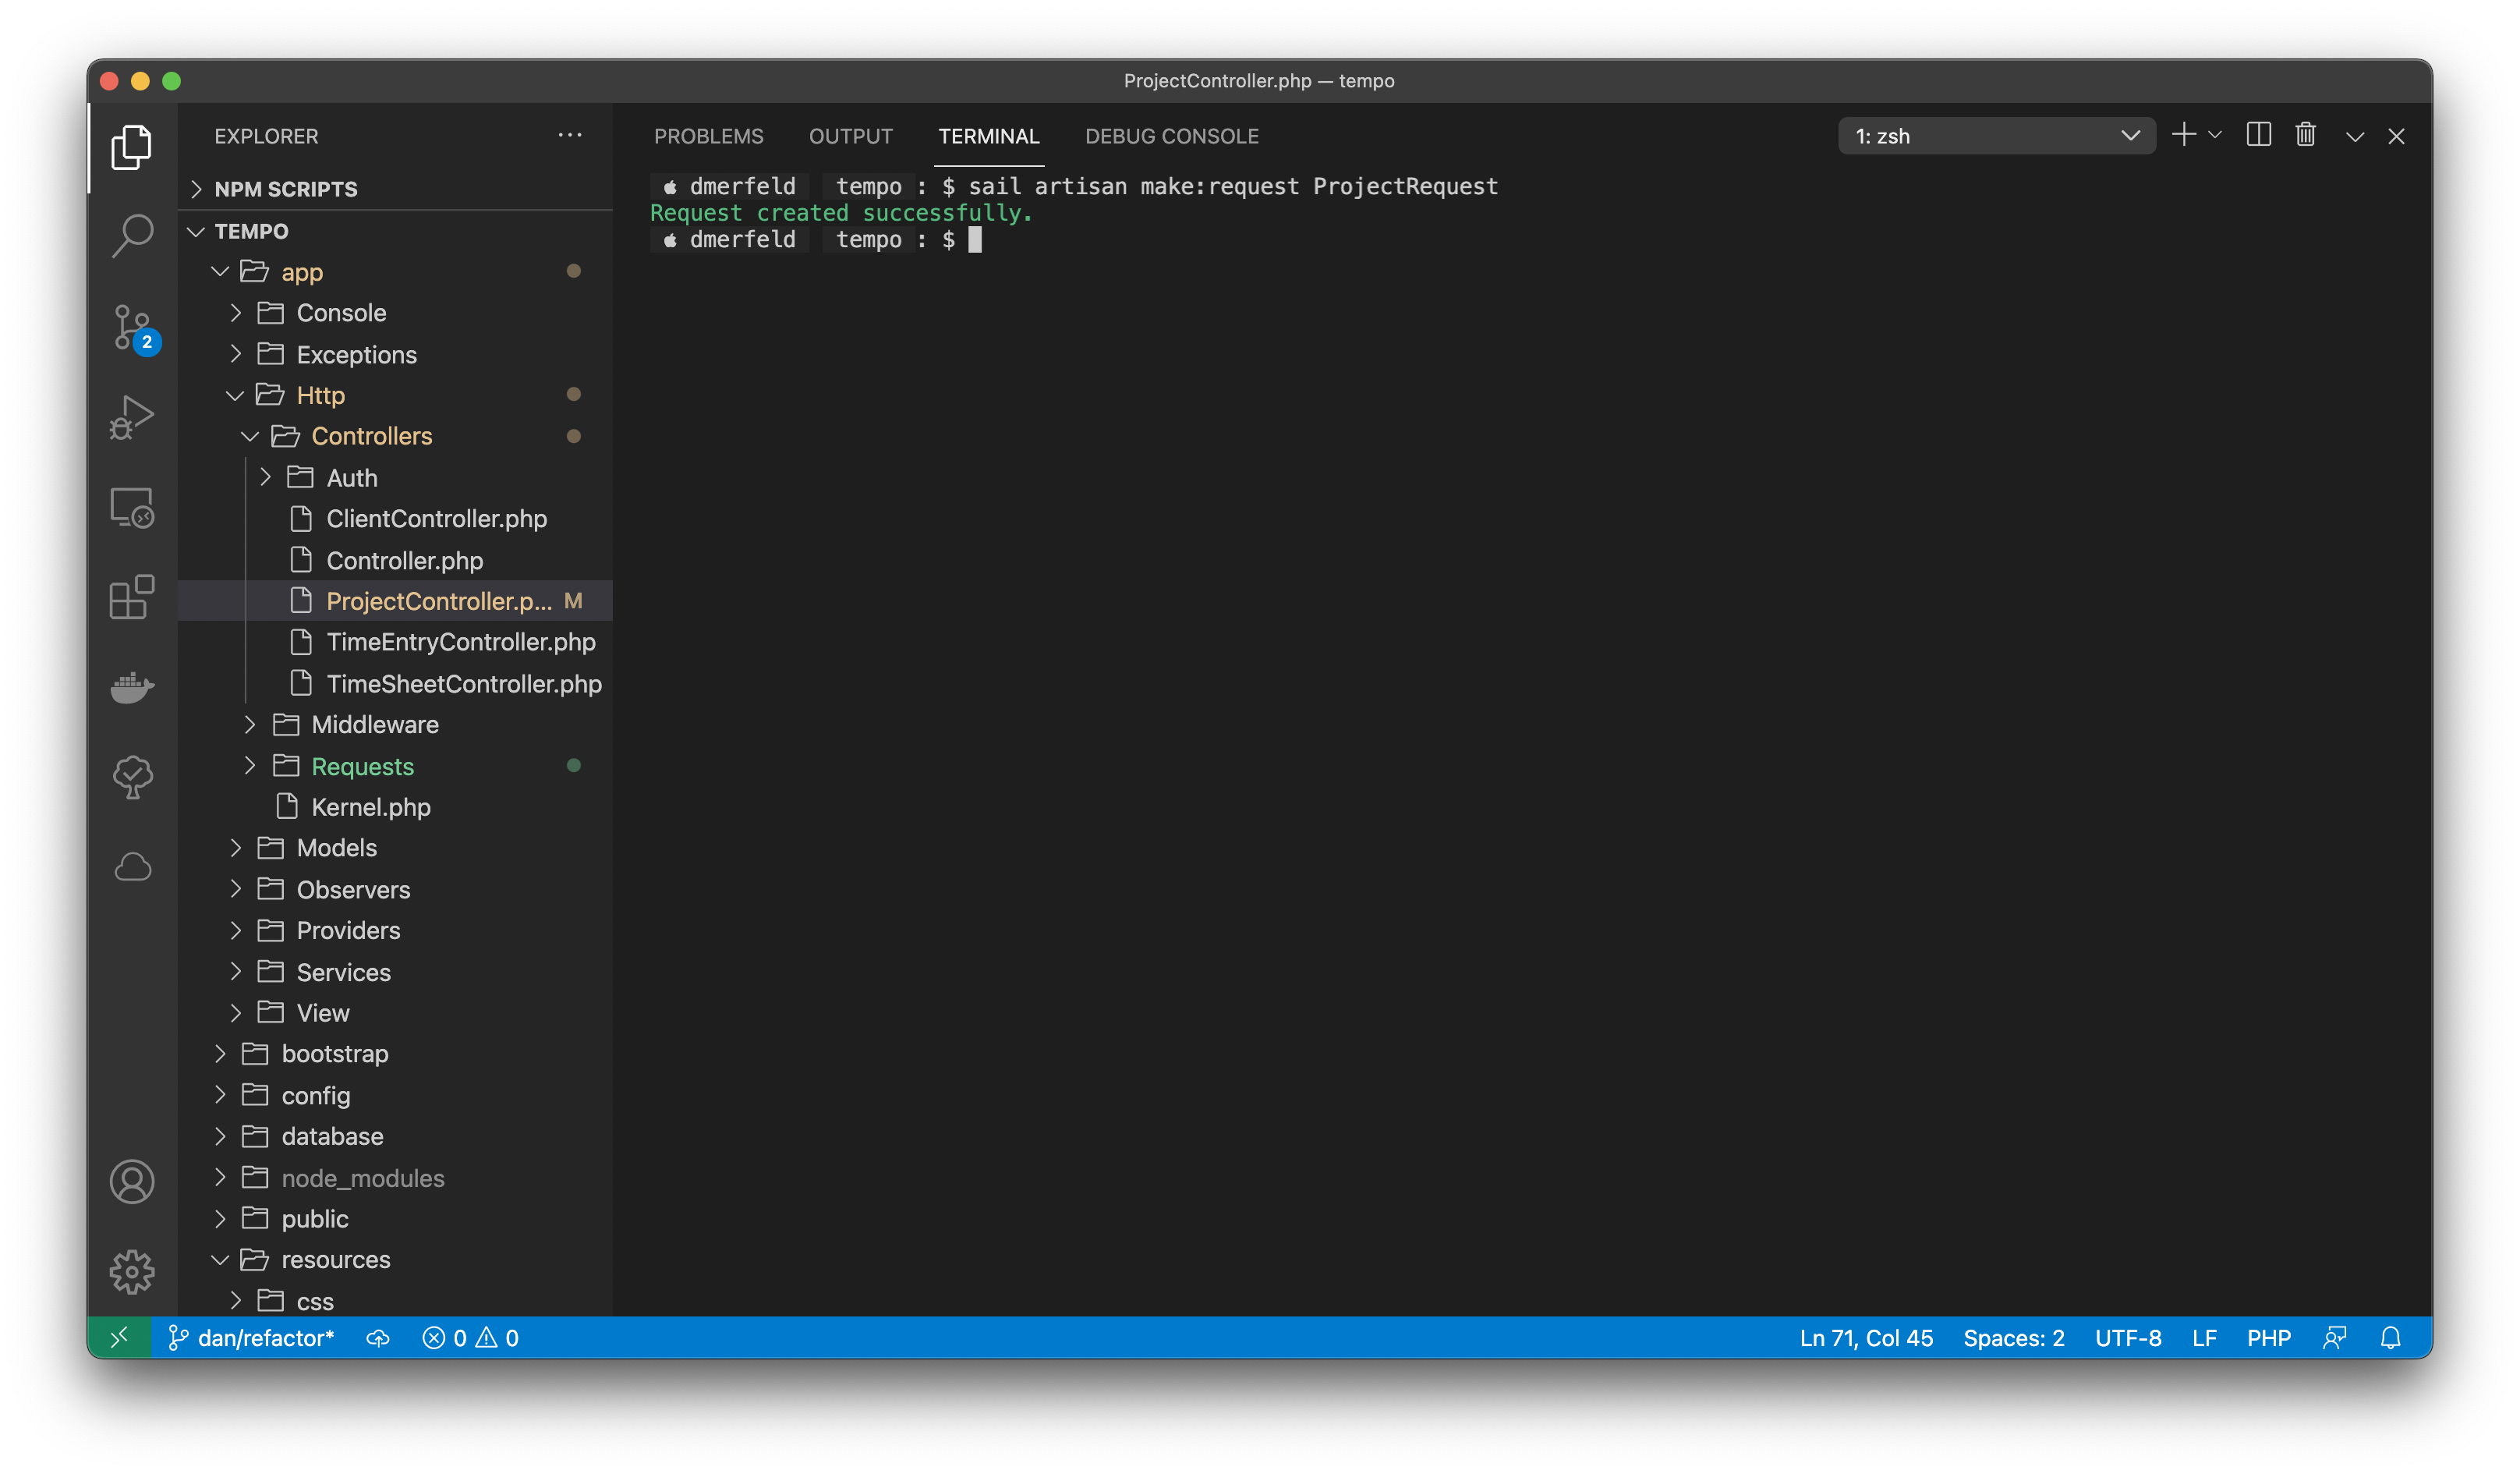 ProjectController.php — tempo
EXPLORER
NPM SCRIPTS
TEMPO
app
Console
Exceptions
Http
Controllers
Auth
ClientController.php
Controller.php
ProjectController.p... M
TimeEntryController.php
TimeSheetController.php
Middleware
Requests
Kernel.php
Models
Observers
Providers
Services
View
bootstrap
config
database
node_modules
public
resources
css
2
PROBLEMS OUTPUT TERMINAL DEBUG CONSOLE 1: zsh
dmerfeld tempo : $ sail artisan make:request ProjectRequest
Request created successfully.
dmerfeld tempo : $
dan/refactor* 0 0 Ln 71, Col 45 Spaces: 2 UTF-8 LF PHP